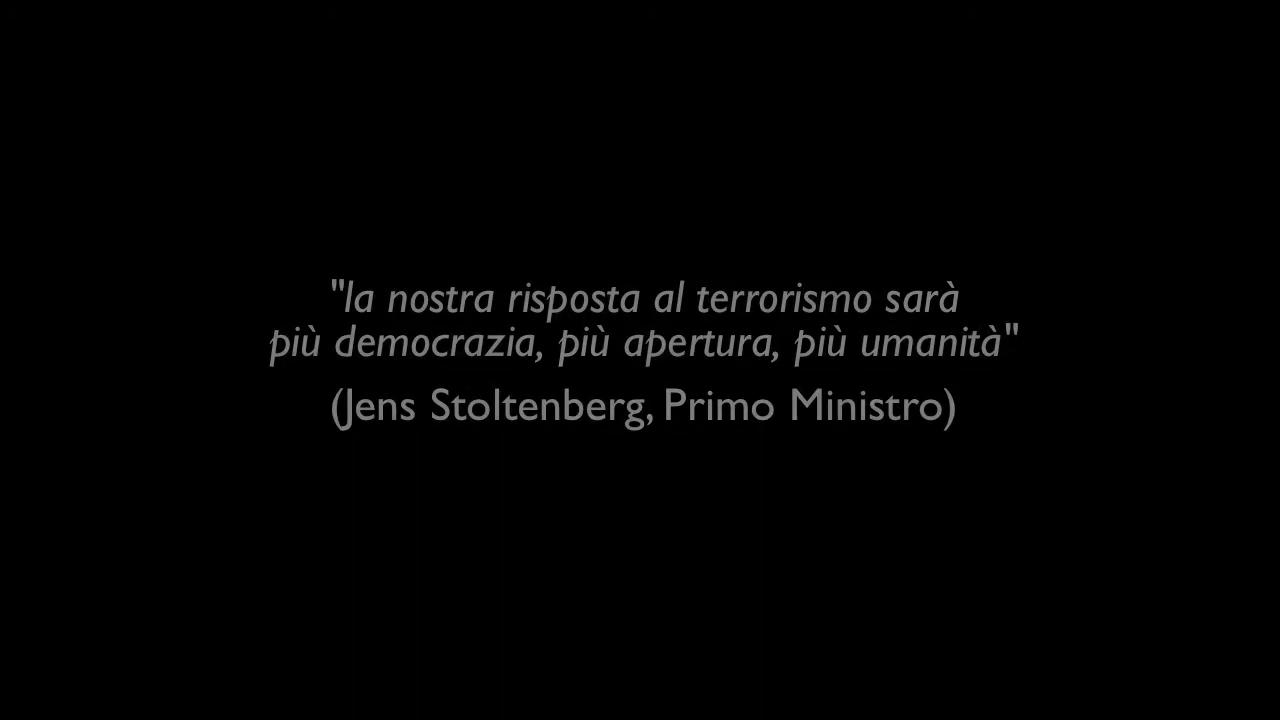 "la nostra risposta al terrorismo sarà
più democrazia, più apertura, più umanità"
(Jens Stoltenberg, Primo Ministro)